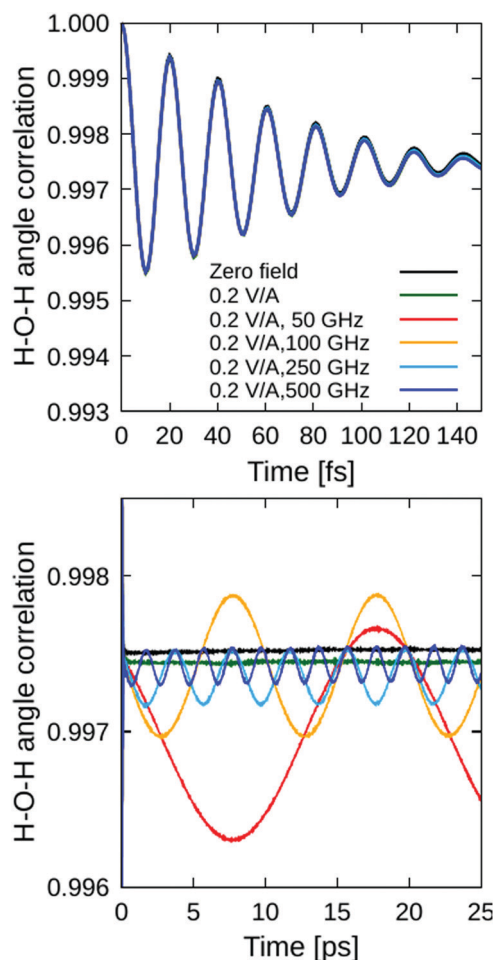 1.000
0.999
0.998
0.997
0.996
0.995
0.994
0.993
H-O-H angle correlation
Zero field
0.2 V/A
0.2 V/A, 50 GHz
0.2 V/A,100 GHz
0.2 V/A,250 GHz
0.2 V/A,500 GHz
0 20 40 60 80 100 120 140
Time [fs]
0.998
0.997
0.996
H-O-H angle correlation
0 5 10 15 20 25
Time [ps]